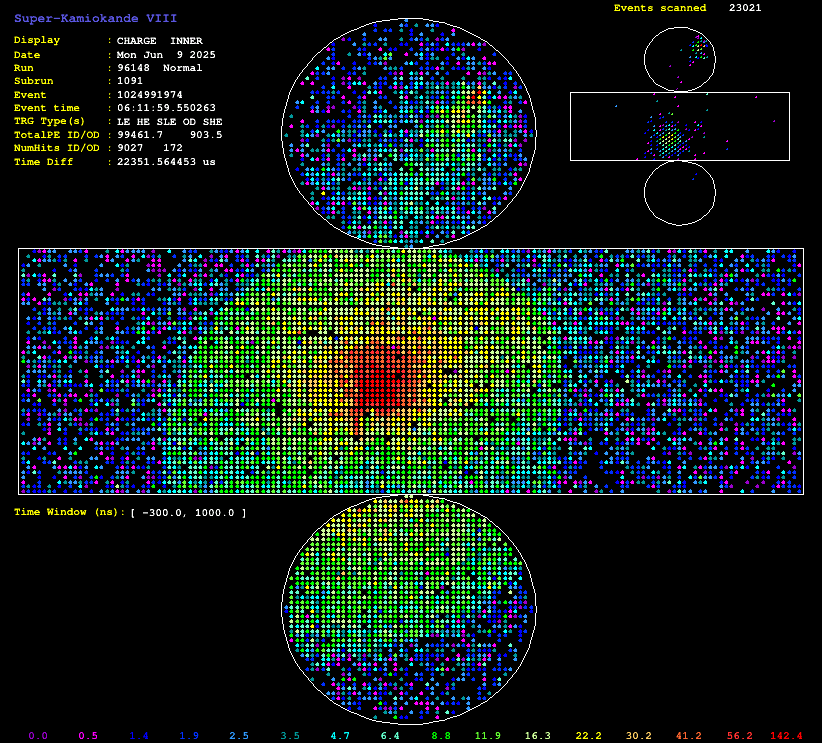 Super-Kamiokande VIII
Events scanned 23021
Display : CHARGE INNER
Date : Mon Jun 9 2025
Run : 96148 Normal
Subrun : 1091
Event : 1024991974
Event time : 06:11:59.550263
TRG Type(s) : LE HE SLE OD SHE
TotalPE ID/OD : 99461.7 903.5
NumHits ID/OD : 9027 172
Time Diff : 22351.564453 us
Time Window (ns): [ -300.0, 1000.0 ]
0.0 0.5 1.4 1.9 2.5 3.5 4.7 6.4 8.8 11.9 16.3 22.2 30.2 41.2 56.2 142.4